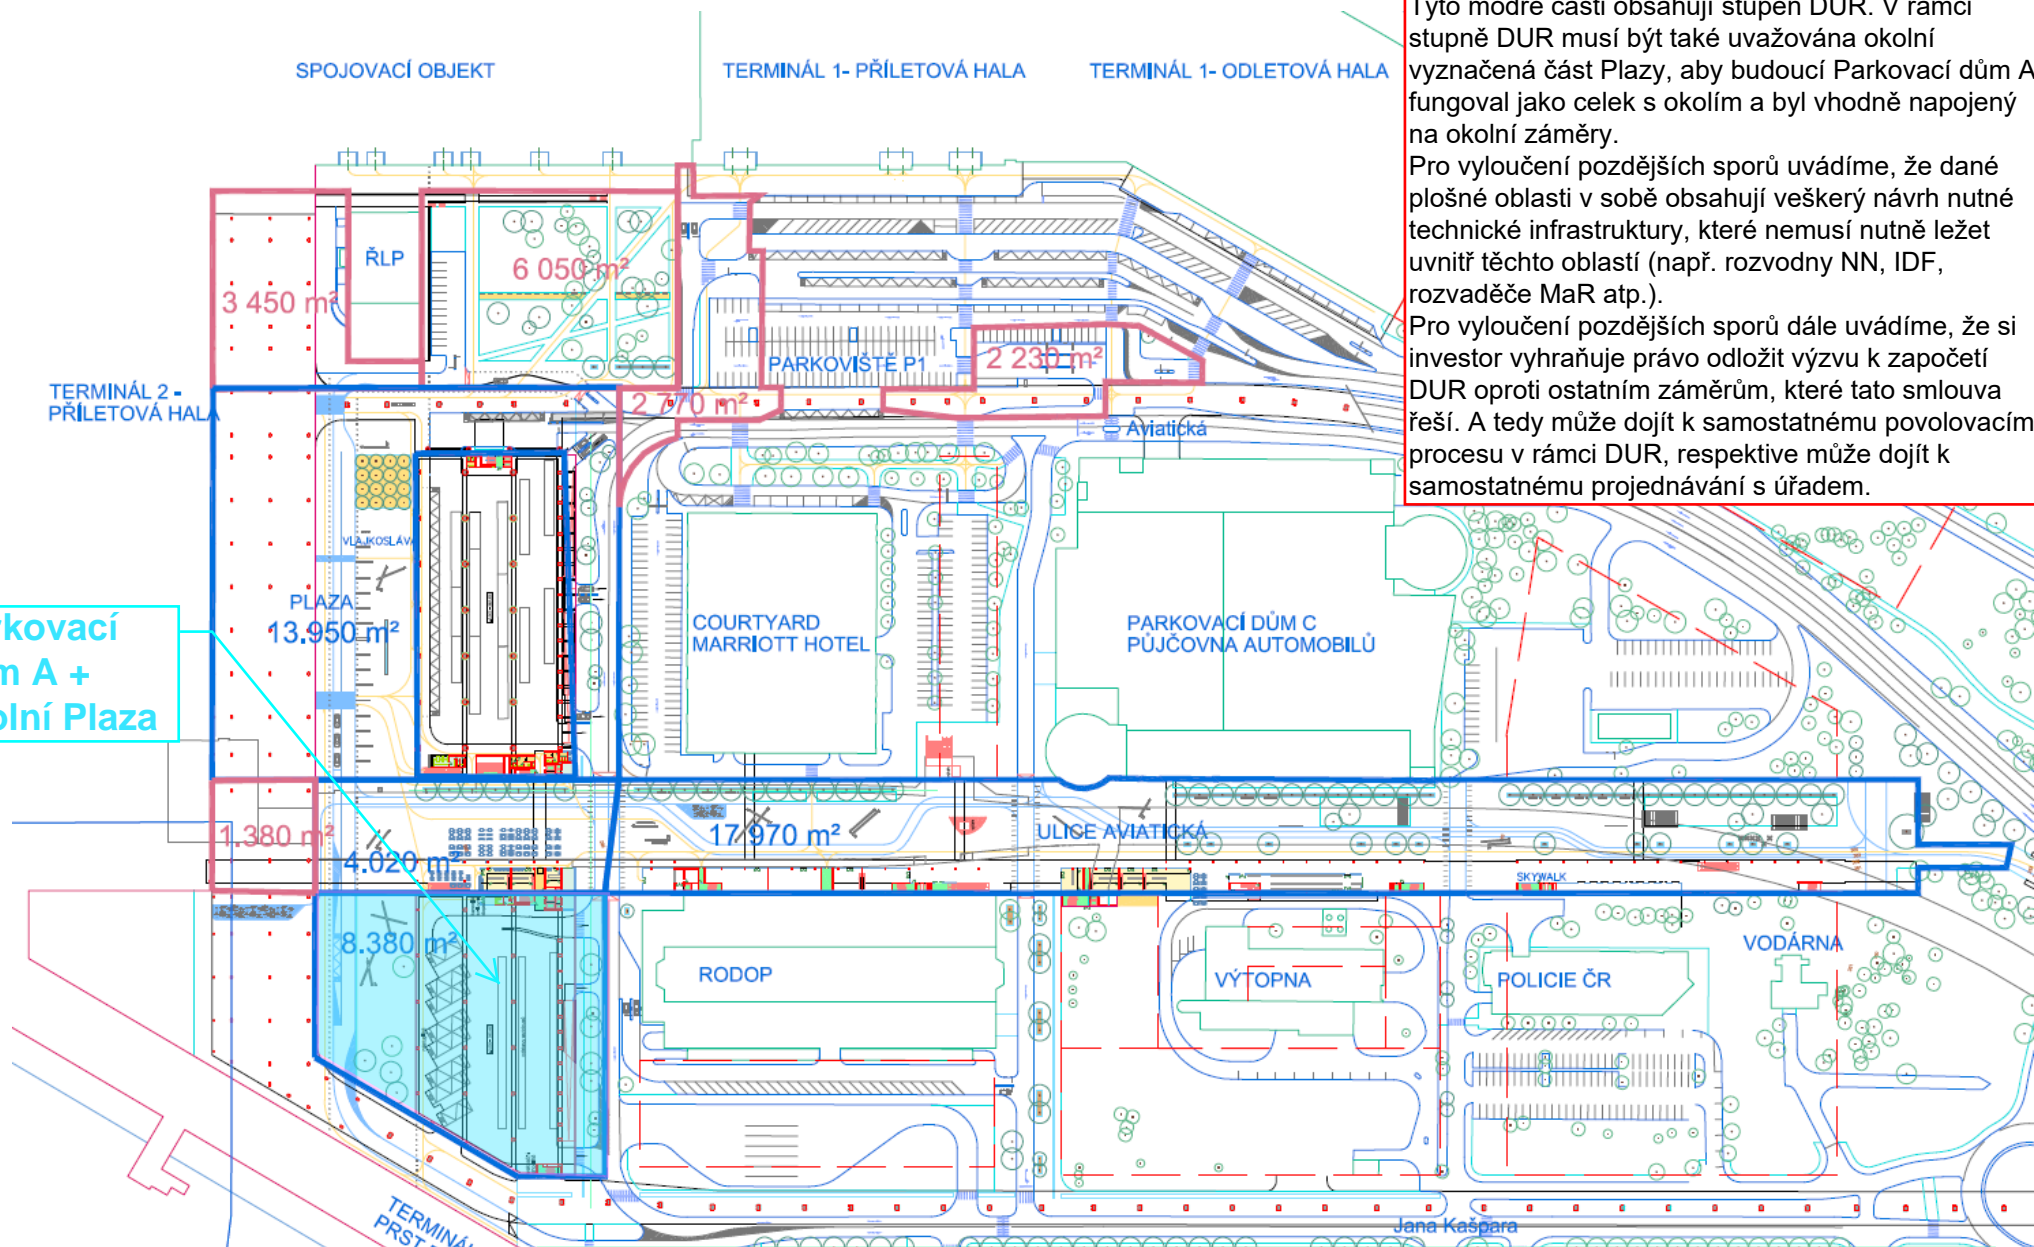 Tyto modré části obsahují stupeň DUR. V rámci
stupně DUR musí být také uvažována okolní
vyznačená část Plazy, aby budoucí Parkovací dům A
fungoval jako celek s okolím a byl vhodně napojený
na okolní záměry.
Pro vyloučení pozdějších sporů uvádíme, že dané
plošné oblasti v sobě obsahují veškerý návrh nutné
technické infrastruktury, které nemusí nutně ležet
uvnitř těchto oblastí (např. rozvodny NN, IDF,
rozvaděče MaR atp.).
Pro vyloučení pozdějších sporů dále uvádíme, že si
investor vyhraňuje právo odložit výzvu k započetí
DUR oproti ostatním záměrům, které tato smlouva
řeší. A tedy může dojít k samostatnému povolovacímu
procesu v rámci DUR, respektive může dojít k
samostatnému projednávání s úřadem.
SPOJOVACÍ OBJEKT
TERMINÁL 1- PŘÍLETOVÁ HALA
TERMINÁL 1- ODLETOVÁ HALA
ŘLP
6 050 m²
3 450 m²
PARKOVIŠTĚ P1
2 230 m²
TERMINÁL 2 -
PŘÍLETOVÁ HALA
2 770 m²
Aviatická
VLAJKOSLÁVA
PLAZA
13.950 m²
COURTYARD
MARRIOTT HOTEL
PARKOVACÍ DŮM C
PŮJČOVNA AUTOMOBILŮ
rkovací
m A +
olní Plaza
1.380 m²
4.020 m²
17 970 m²
ULICE AVIATICKÁ
SKYWALK
8.380 m²
RODOP
VÝTOPNA
POLICIE ČR
VODÁRNA
TERMINÁL
PRST
Jana Kašpara